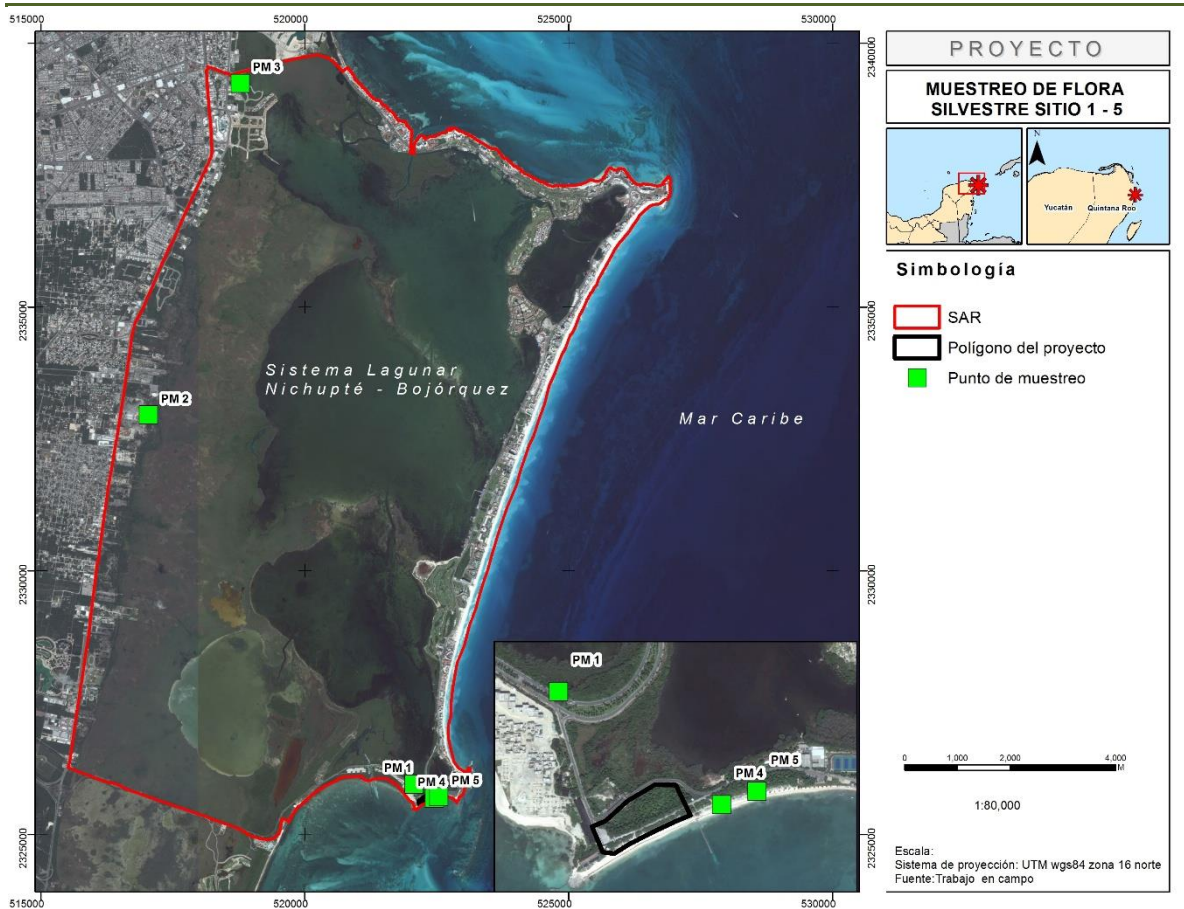 515000 520000 525000 530000
2340000
2335000
2330000
2325000
PM 3
PM 2
Sistema Lagunar
Nichupté - Bojórquez
Mar Caribe
PM 1
PM 4
PM 5
PM 1
PM 5
PM 4
515000 520000 525000 530000
2340000
2335000
2330000
2325000
PROYECTO
MUESTREO DE FLORA
SILVESTRE SITIO 1 - 5
N
Yucatán
Quintana Roo
Simbología
SAR
Polígono del proyecto
Punto de muestreo
0 1,000 2,000 4,000
M
1:80,000
Escala:
Sistema de proyección: UTM wgs84 zona 16 norte
Fuente:Trabajo en campo